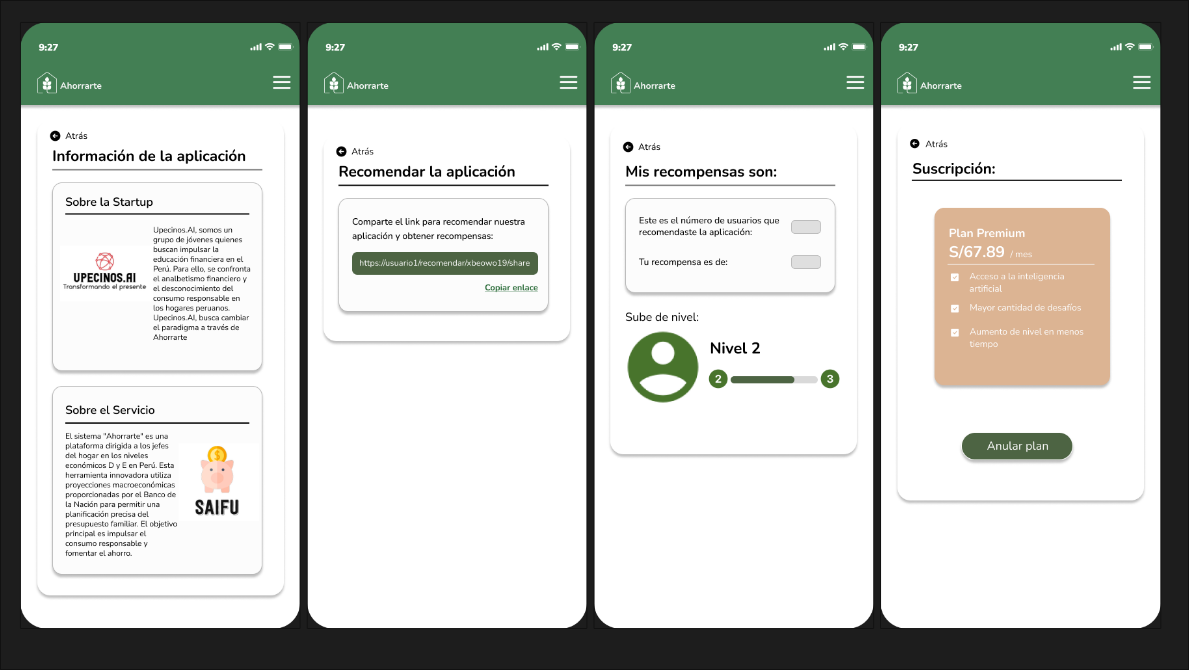 9:27
Ahorrarte
Atrás
Información de la aplicación
Sobre la Startup
UPECINOS.AI
Transformando el presente
Upecinos.AI, somos un
grupo de jóvenes quienes
buscan impulsar la
educación financiera en el
Perú. Para ello, se confronta
el analbetismo financiero y
el desconocimiento del
consumo responsable en
los hogares peruanos.
Upecinos.AI, busca cambiar
el paradigma a través de
Ahorrarte
Sobre el Servicio
El sistema "Ahorrarte" es una
plataforma dirigida a los jefes
del hogar en los niveles
económicos D y E en Perú. Esta
herramienta innovadora utiliza
proyecciones macroeconómicas
proporcionadas por el Banco de
la Nación para permitir una
planificación precisa del
presupuesto familiar. El objetivo
principal es impulsar el
consumo responsable y
fomentar el ahorro.
SAIFU
9:27
Ahorrarte
Atrás
Recomendar la aplicación
Comparte el link para recomendar nuestra
aplicación y obtener recompensas:
https://usuario1/recomendar/xbeowo19/share
Copiar enlace
9:27
Ahorrarte
Atrás
Mis recompensas son:
Este es el número de usuarios que
recomendaste la aplicación:
Tu recompensa es de:
Sube de nivel:
Nivel 2
2
3
9:27
Ahorrarte
Atrás
Suscripción:
Plan Premium
S/67.89 / mes
Acceso a la inteligencia
artificial
Mayor cantidad de desafíos
Aumento de nivel en menos
tiempo
Anular plan